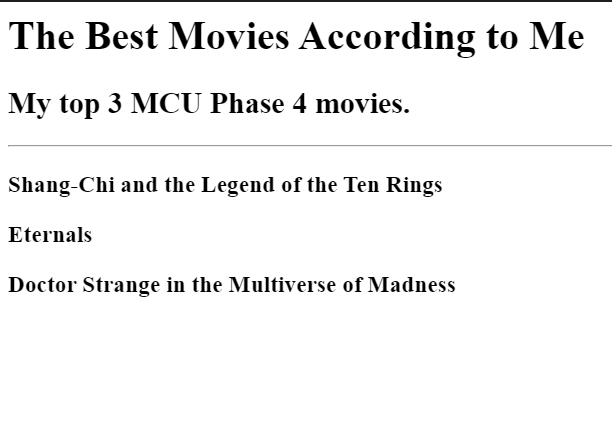 The Best Movies According to Me
My top 3 MCU Phase 4 movies.
Shang-Chi and the Legend of the Ten Rings
Eternals
Doctor Strange in the Multiverse of Madness